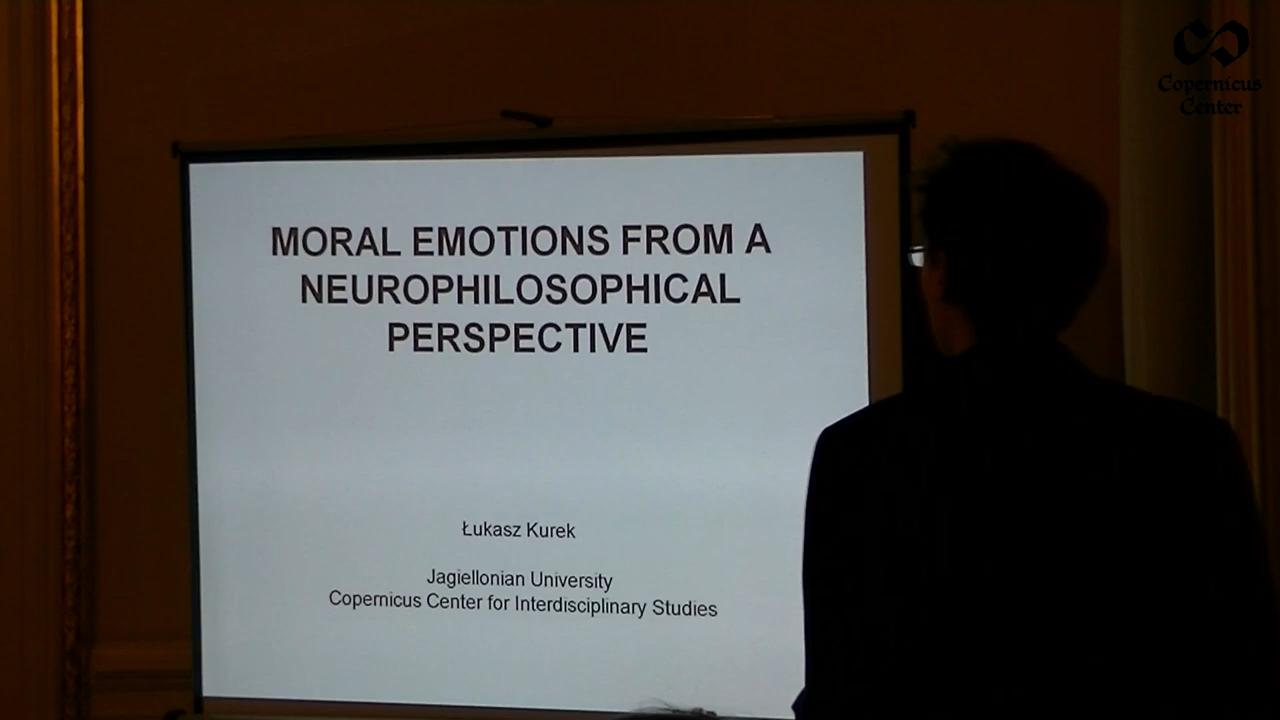 Copernicus
Center
MORAL EMOTIONS FROM A
NEUROPHILOSOPHICAL
PERSPECTIVE
Łukasz Kurek
Jagiellonian University
Copernicus Center for Interdisciplinary Studies